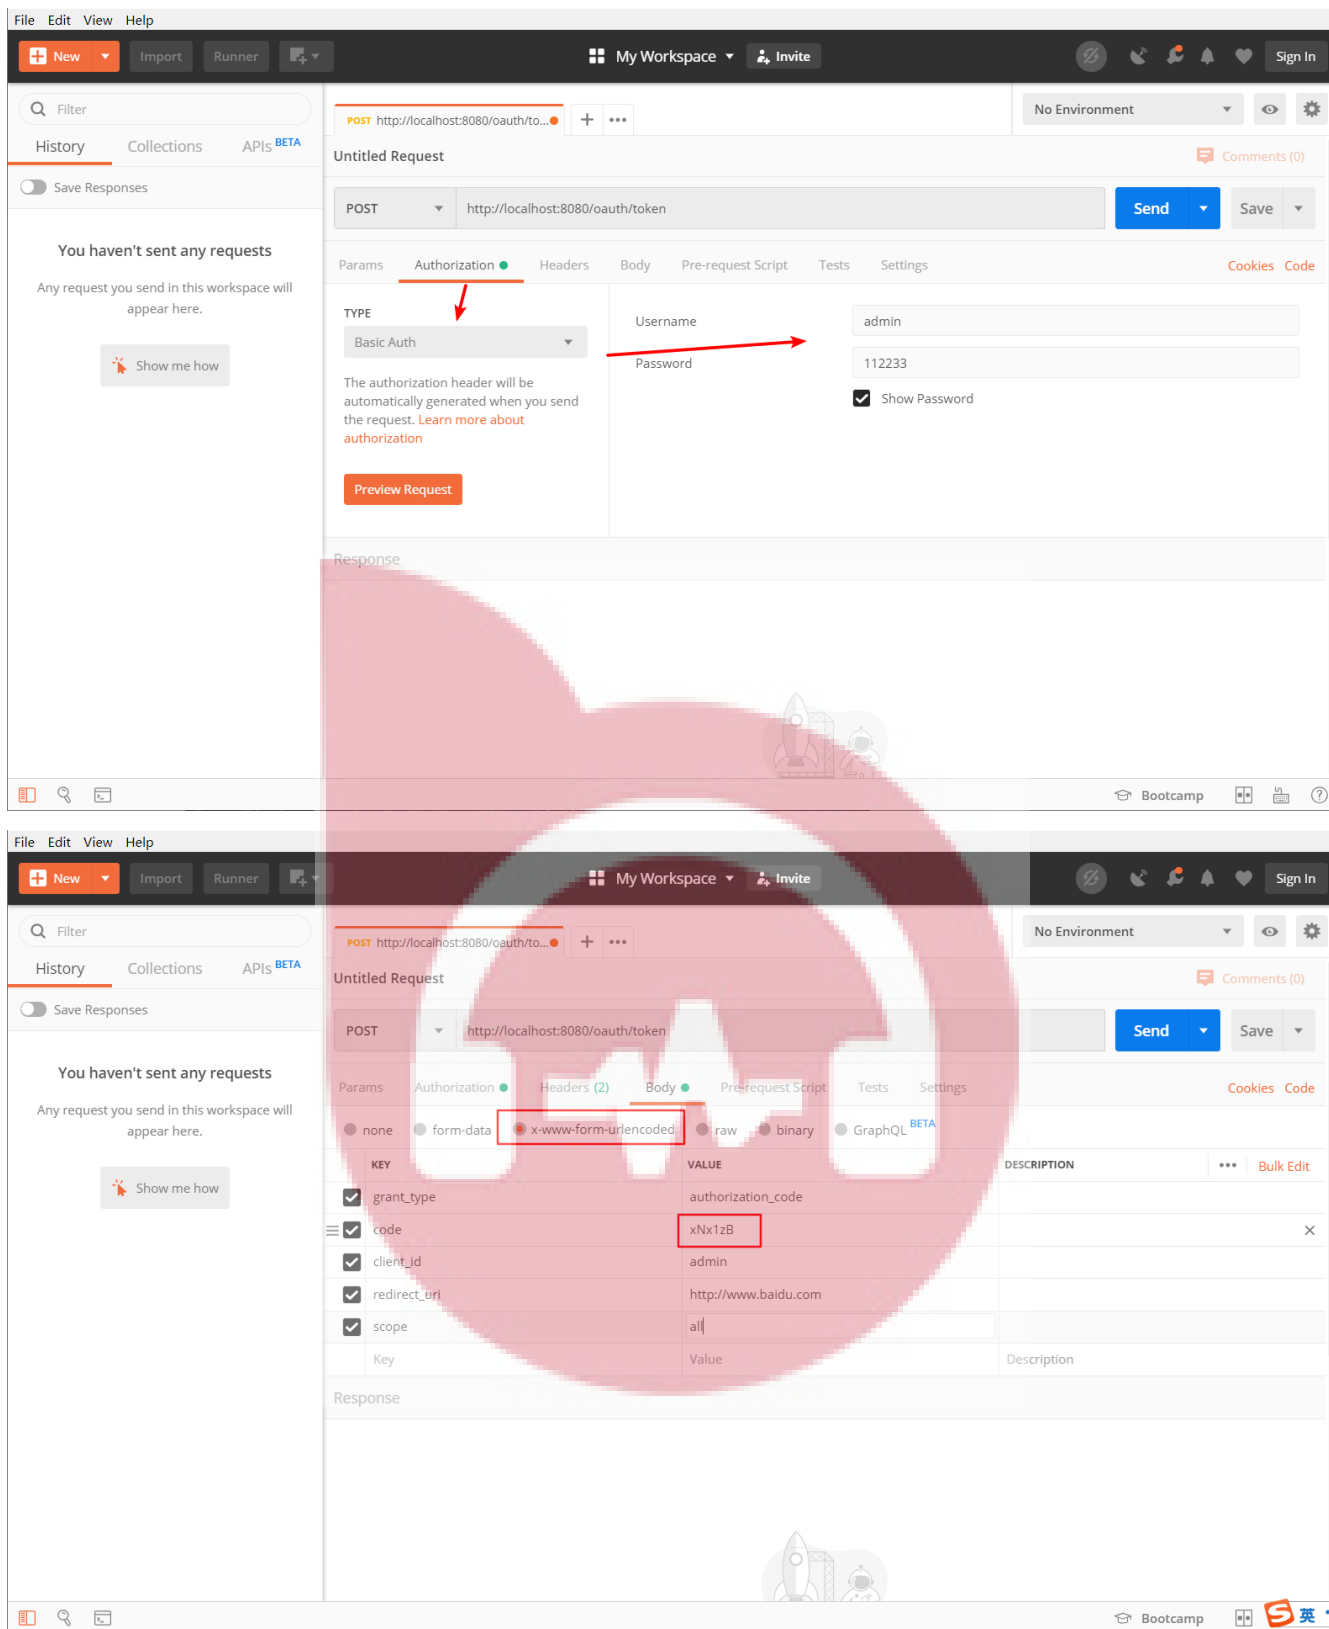 File Edit View Help
New Import Runner My Workspace Invite Sign In
Filter
POST http://localhost:8080/oauth/to... No Environment
History Collections APIs BETA
Untitled Request Comments (0)
Save Responses
POST http://localhost:8080/oauth/token Send Save
You haven't sent any requests
Any request you send in this workspace will
appear here.
Show me how
Params Authorization Headers Body Pre-request Script Tests Settings Cookies Code
TYPE
Basic Auth
The authorization header will be
automatically generated when you send
the request. Learn more about
authorization
Preview Request
Username admin
Password 112233
Show Password
Response
Bootcamp
File Edit View Help
New Import Runner My Workspace Invite Sign In
Filter
POST http://localhost:8080/oauth/to... No Environment
History Collections APIs BETA
Untitled Request Comments (0)
Save Responses
POST http://localhost:8080/oauth/token Send Save
You haven't sent any requests
Any request you send in this workspace will
appear here.
Show me how
Params Authorization Headers (2) Body Pre-request Script Tests Settings Cookies Code
none form-data x-www-form-urlencoded raw binary GraphQL BETA
KEY VALUE DESCRIPTION Bulk Edit
grant_type authorization_code
code xNx1zB
client_id admin
redirect_uri http://www.baidu.com
scope all
Key Value Description
Response
Bootcamp 英